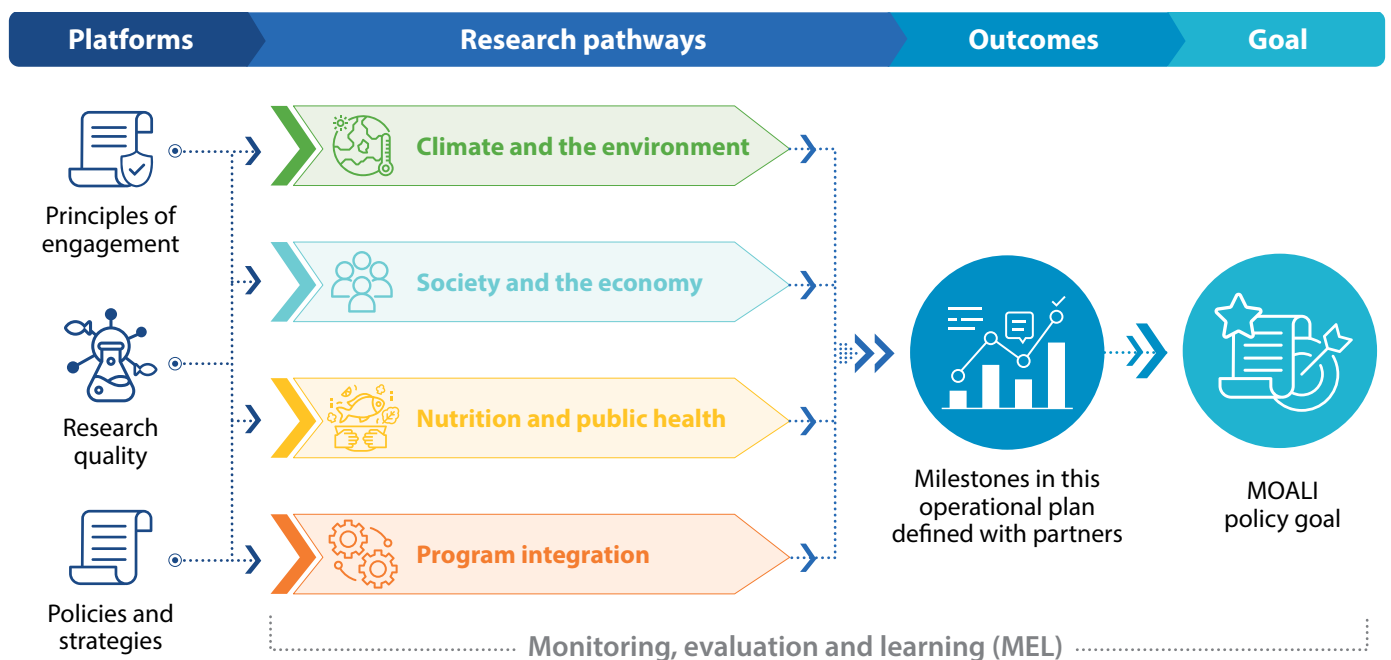 Platforms
Research pathways
Outcomes
Goal
Principles of
engagement
Research
quality
Policies and
strategies
Climate and the environment
Society and the economy
Nutrition and public health
Program integration
Milestones in this
operational plan
defined with partners
MOALI
policy goal
Monitoring, evaluation and learning (MEL)